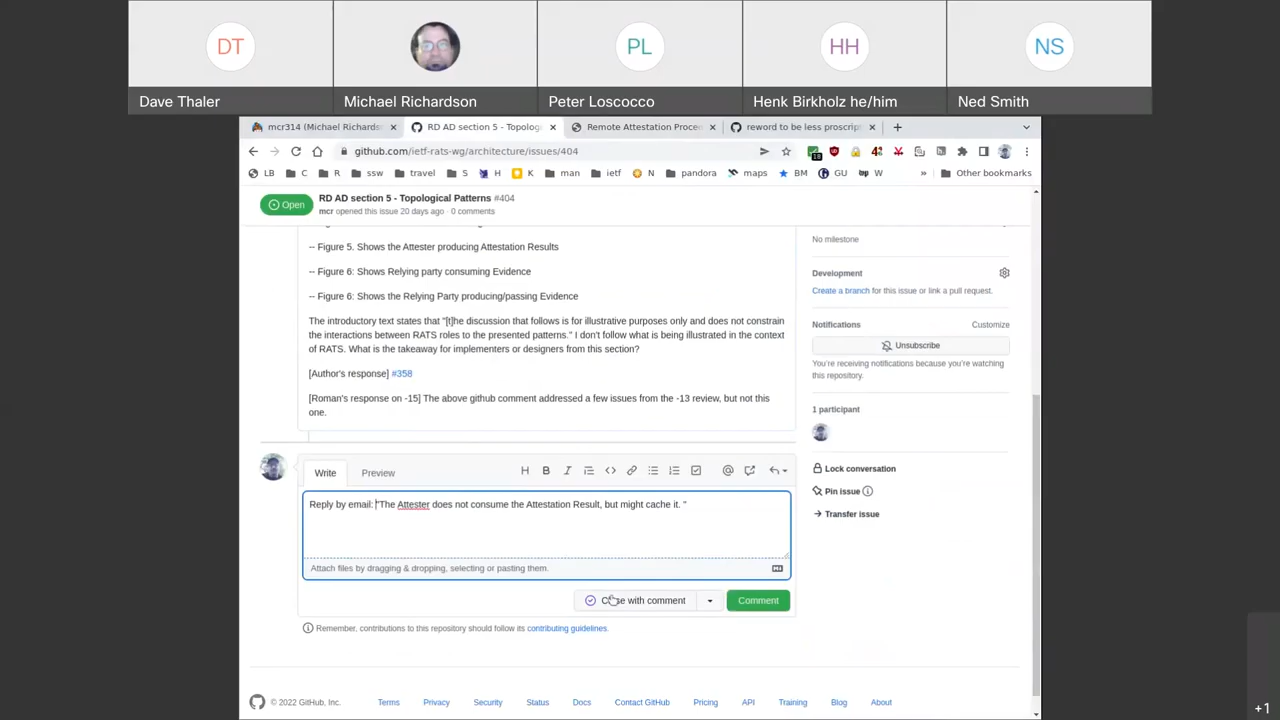 DT
PL
HH
NS
Dave Thaler
Michael Richardson
Peter Loscocco
Henk Birkholz he/him
Ned Smith
mcr314 (Michael Richards
RD AD section 5 - Topolog
Remote Attestation Proce
reword to be less proscrip
github.com/ietf-rats-wg/architecture/issues/404
18
LB
C
R
ssw
travel
S
H
K
man
ietf
N
pandora
maps
BM
GU
W
»
Other bookmarks
Open
RD AD section 5 - Topological Patterns #404
mcr opened this issue 20 days ago · 0 comments
-- Figure 5. Shows the Attester producing Attestation Results
-- Figure 6: Shows Relying party consuming Evidence
-- Figure 6: Shows the Relying Party producing/passing Evidence
The introductory text states that "[t]he discussion that follows is for illustrative purposes only and does not constrain
the interactions between RATS roles to the presented patterns." I don't follow what is being illustrated in the context
of RATS. What is the takeaway for implementers or designers from this section?
[Author's response] #358
[Roman's response on -15] The above github comment addressed a few issues from the -13 review, but not this
one.
No milestone
Development
Create a branch for this issue or link a pull request.
Notifications
Customize
Unsubscribe
You're receiving notifications because you're watching
this repository.
1 participant
Lock conversation
Pin issue
Transfer issue
Write
Preview
H B I
Reply by email: "The Attester does not consume the Attestation Result, but might cache it. "
Attach files by dragging & dropping, selecting or pasting them.
with comment
Comment
Remember, contributions to this repository should follow its contributing guidelines.
© 2022 GitHub, Inc.
Terms
Privacy
Security
Status
Docs
Contact GitHub
Pricing
API
Training
Blog
About
+1